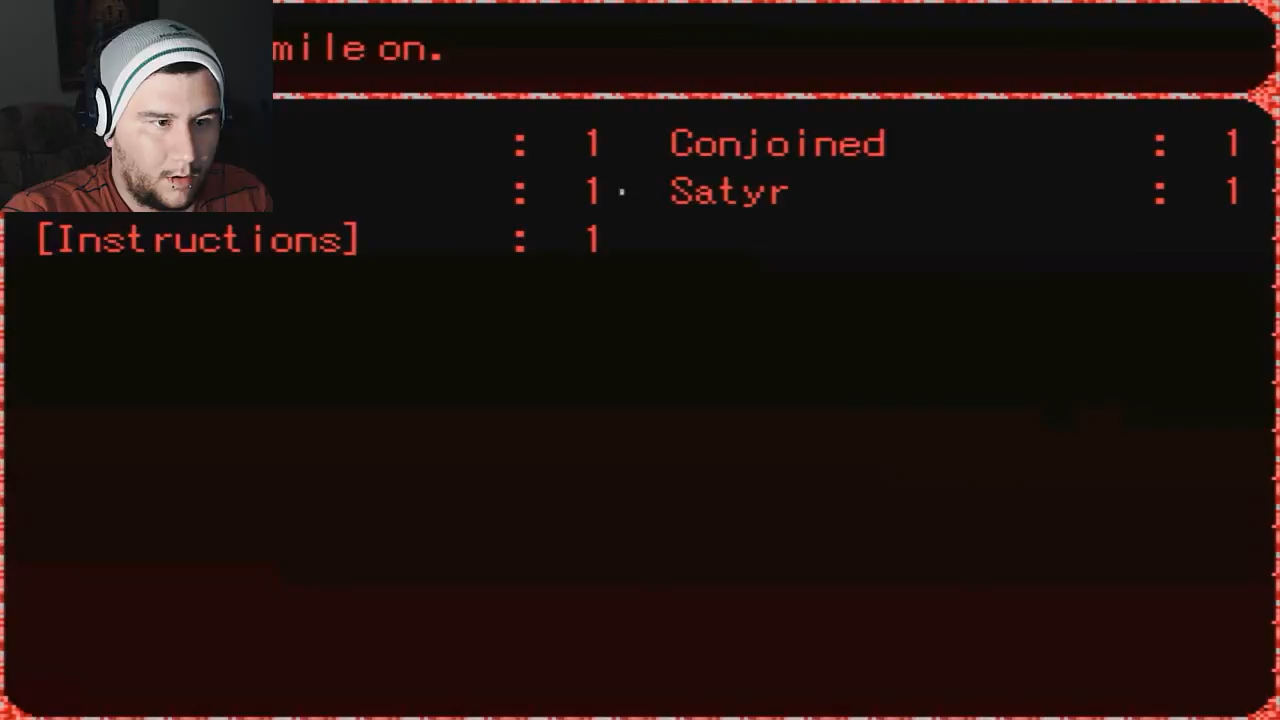 mile on.
: 1 Conjoined : 1
: 1 Satyr : 1
[Instructions] : 1